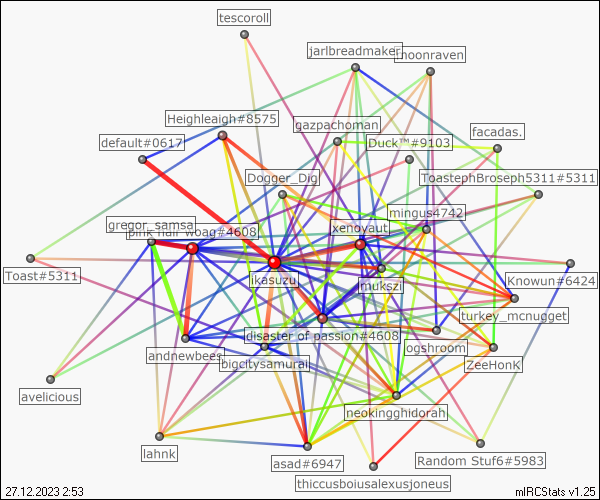 tescoroll
jarlbreadmaker
moonraven
Heighleaigh#8575
gazpachoman
facadas.
default#0617
Duck™#9103
Dogger_Dig
ToastephBroseph5311#5311
gregor_samsa
mingus4742
pink hair woag#4608
xenovaut
Toast#5311
ikasuzu
mukszi
Knowun#6424
turkey_mcnugget
disaster of passion#4608
logshroom
andnewbees
bigcitysamurai
ZeeHonK
avelicious
neokingghidorah
lahnk
asad#6947
Random Stuf6#5983
thiccusboiusalexusjoneus
27.12.2023 2:53
mIRCStats v1.25